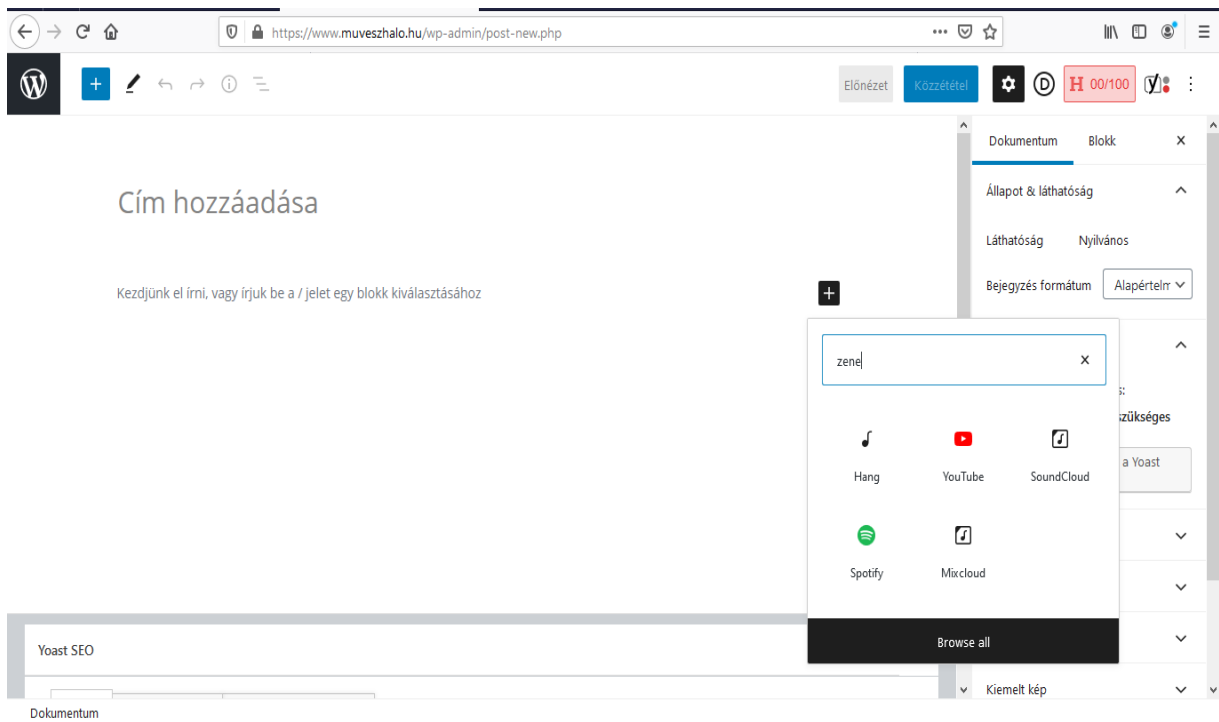 https://www.muveszhalo.hu/wp-admin/post-new.php
Előnézet
Közzététel
H 00/100
Dokumentum
Blokk
Cím hozzáadása
Állapot & láthatóság
Láthatóság
Nyilvános
Kezdjünk el írni, vagy írjuk be a / jelet egy blokk kiválasztásához
Bejegyzés formátum
Alapértelm
zene
s:
szükséges
a Yoast
Hang
YouTube
SoundCloud
Spotify
Mixcloud
Browse all
Yoast SEO
Kiemelt kép
Dokumentum